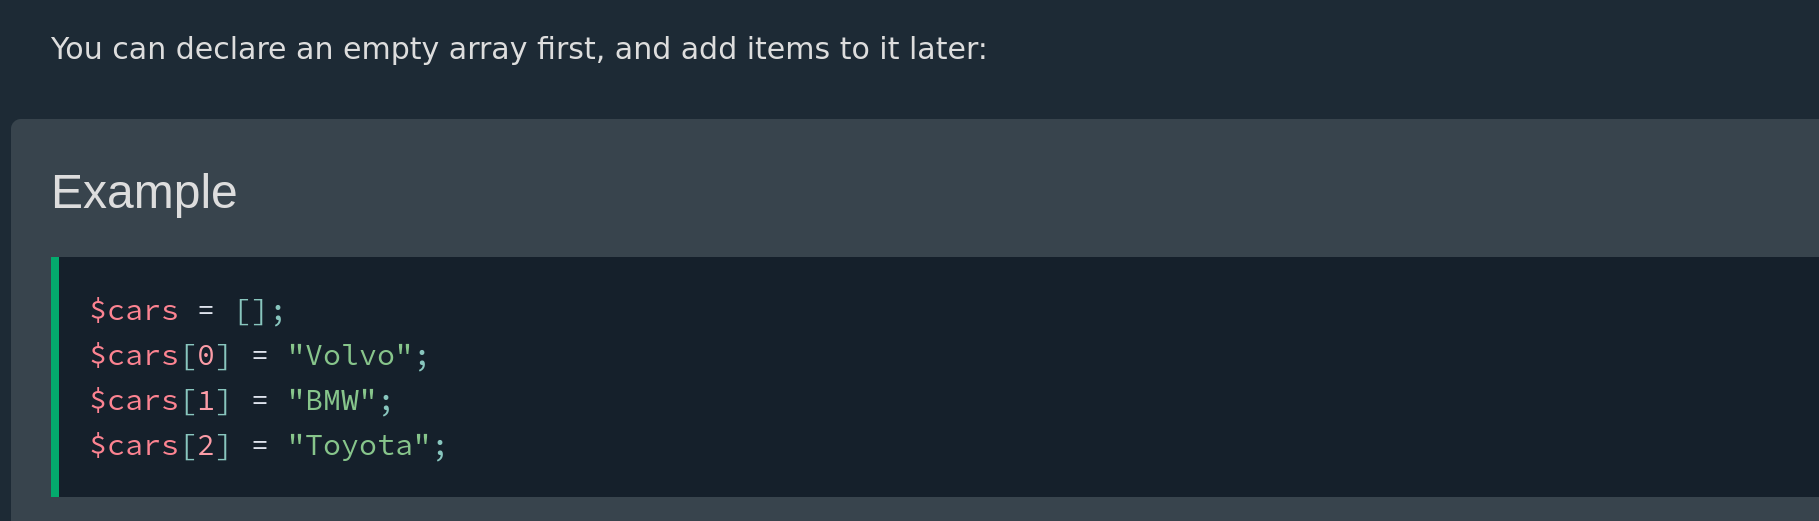 You can declare an empty array first, and add items to it later:
Example
$cars = [];
$cars[0] = "Volvo";
$cars[1] = "BMW";
$cars[2] = "Toyota";